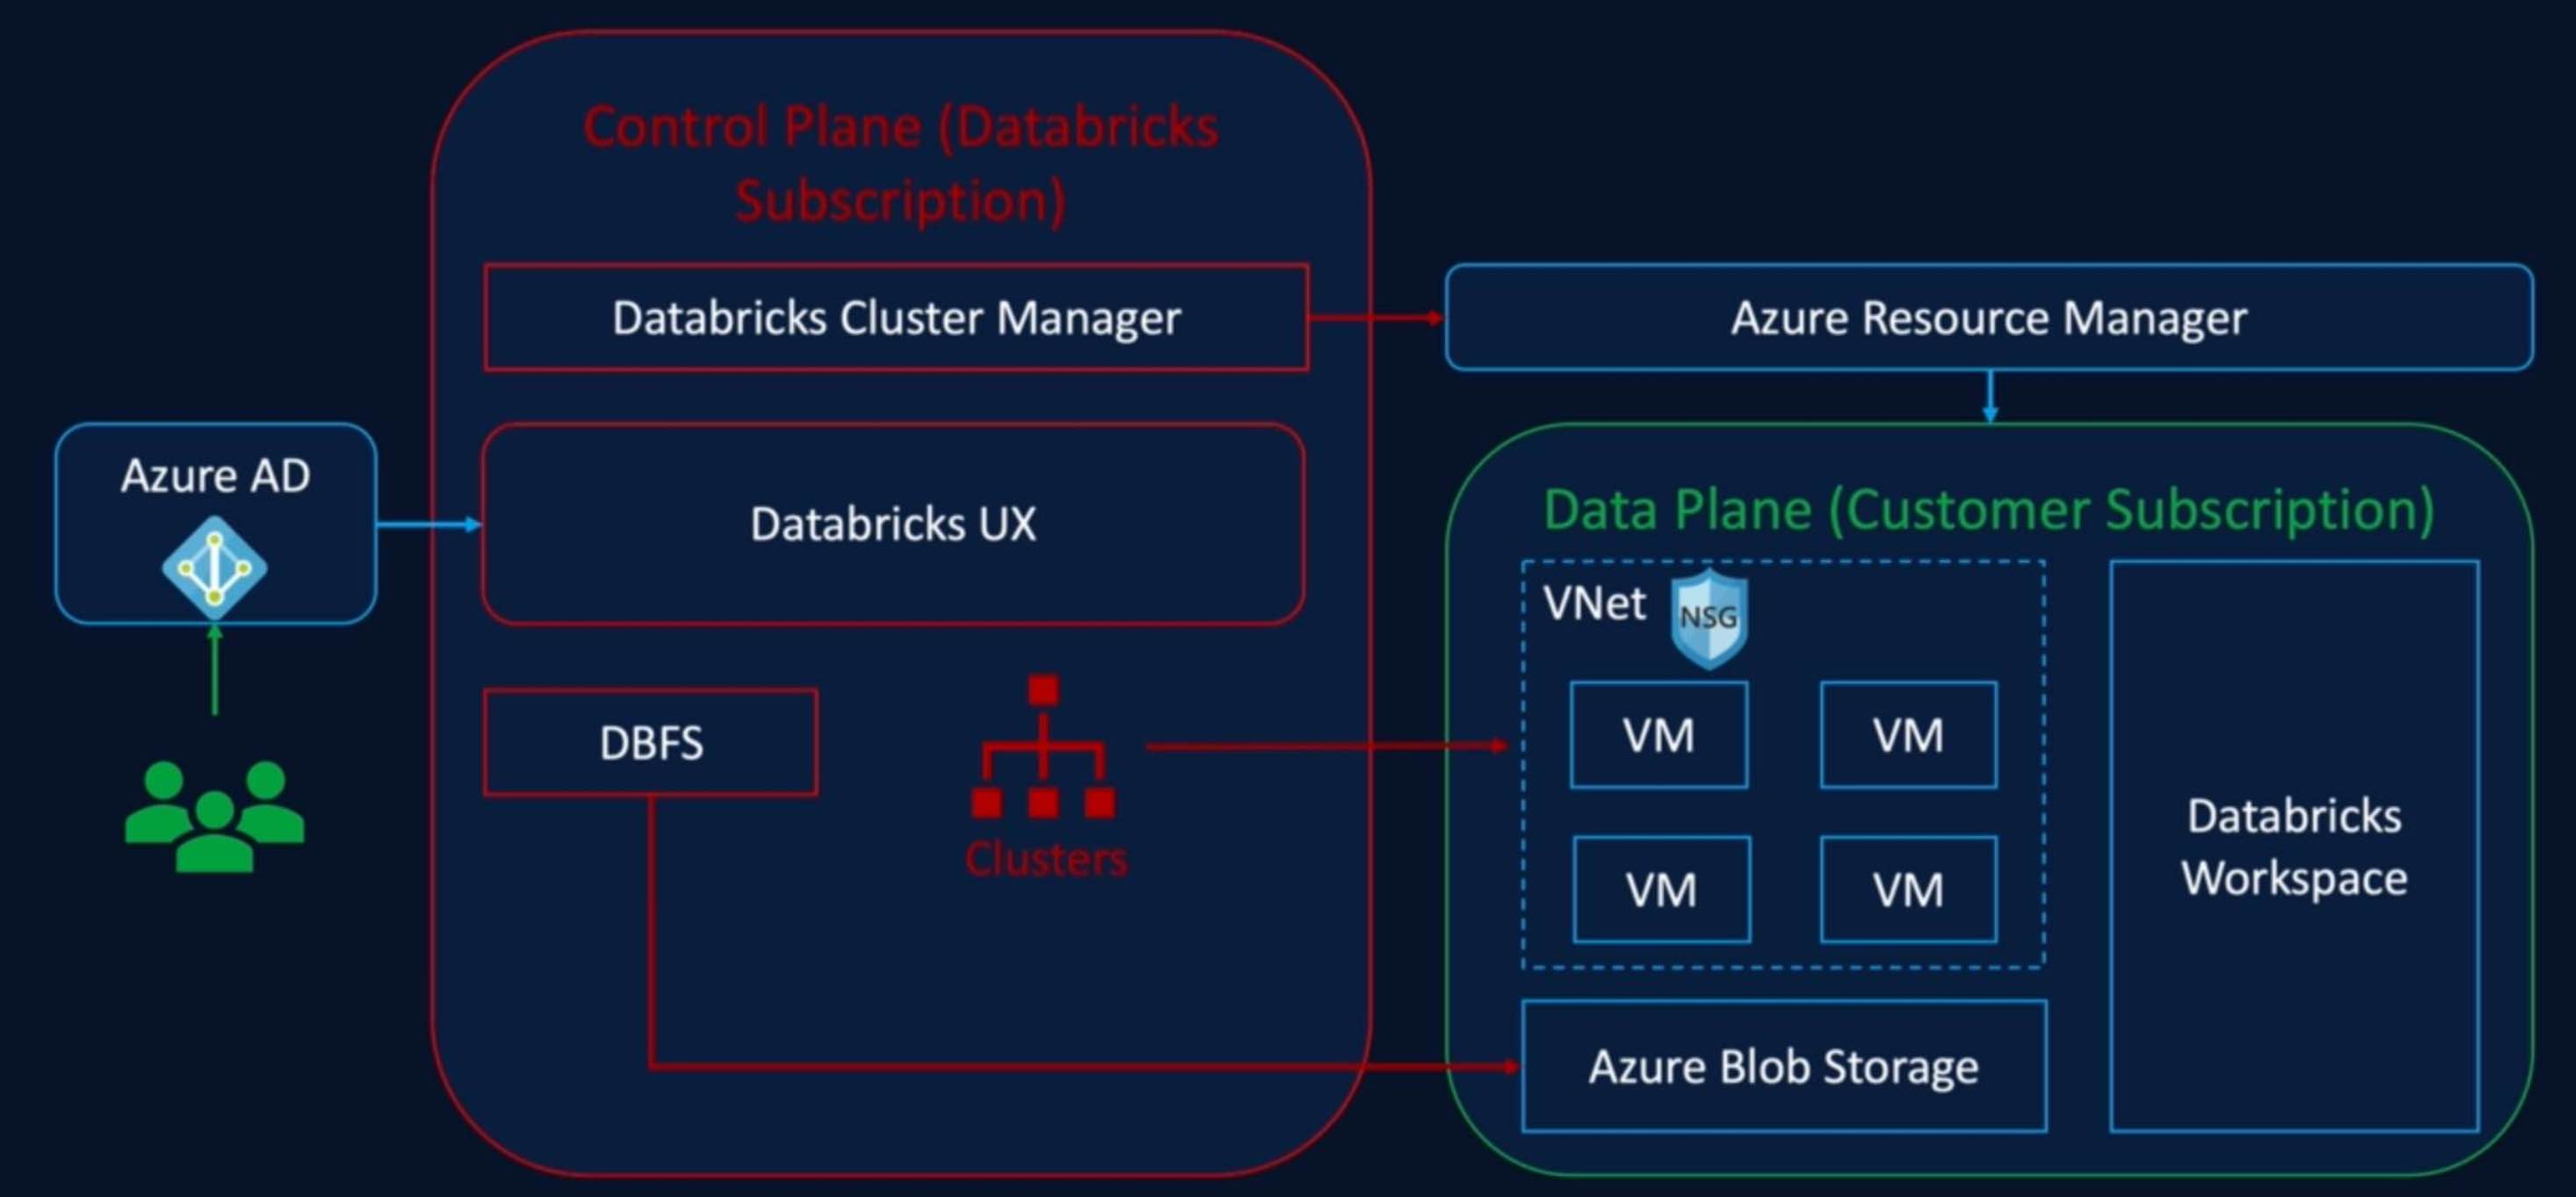 Control Plane (Databricks
Subscription)
Databricks Cluster Manager
Azure Resource Manager
Azure AD
Databricks UX
Data Plane (Customer Subscription)
VNet
NSG
DBFS
Clusters
VM
VM
VM
VM
Databricks
Workspace
Azure Blob Storage